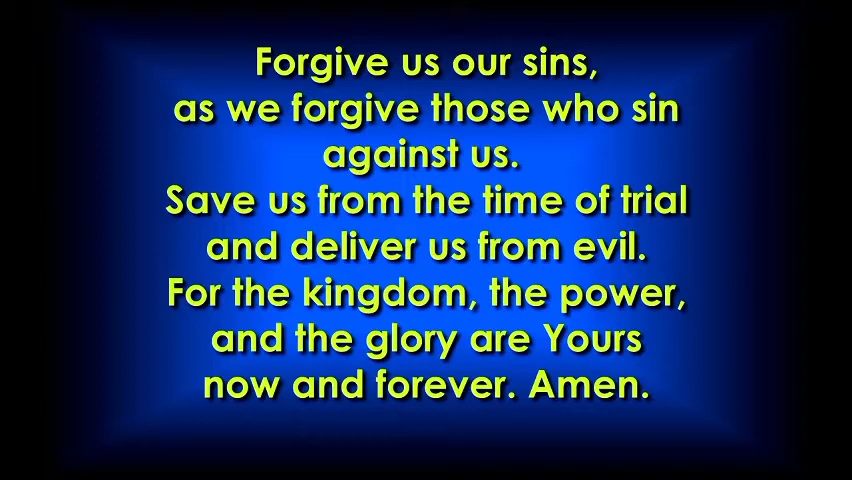 Forgive us our sins,
as we forgive those who sin
against us.
Save us from the time of trial
and deliver us from evil.
For the kingdom, the power,
and the glory are Yours
now and forever. Amen.